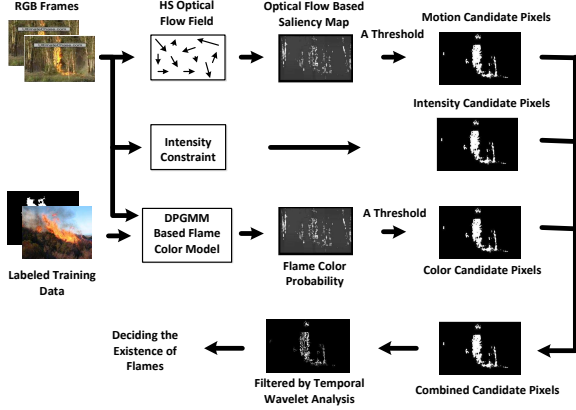 RGB Frames
HS Optical
Flow Field
Optical Flow Based
Saliency Map
A Threshold
Motion Candidate Pixels
Intensity Candidate Pixels
Intensity
Constraint
DPGMM
Based Flame
Color Model
A Threshold
Labeled Training
Data
Flame Color
Probability
Color Candidate Pixels
Deciding the
Existence of
Flames
Filtered by Temporal
Wavelet Analysis
Combined Candidate Pixels